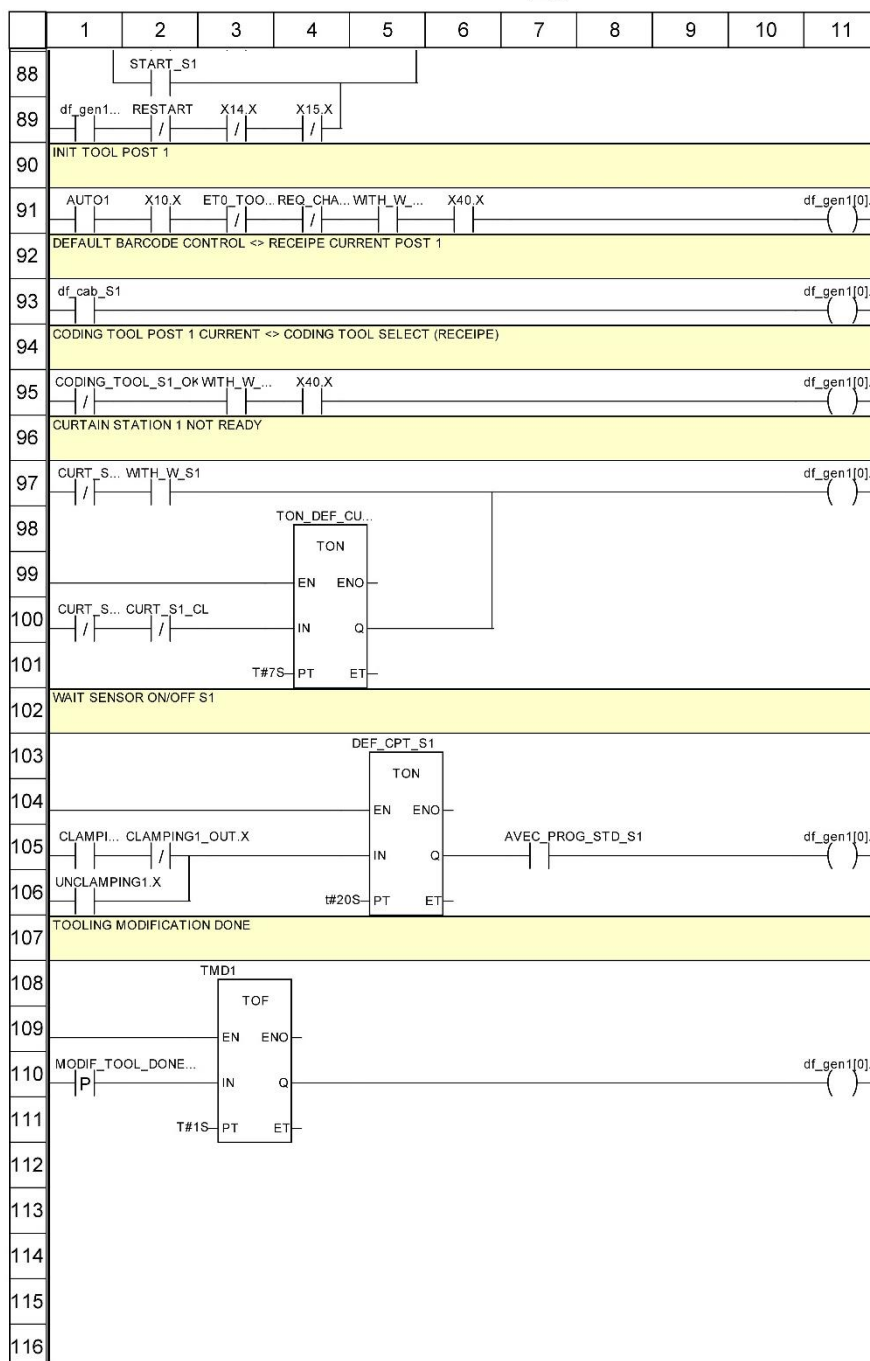 1 2 3 4 5 6 7 8 9 10 11
88
START_S1
89
df_gen1... RESTART X14.X X15.X
90
INIT TOOL POST 1
91
AUTO1 X10.X ET0_TOO... REQ_CHA... WITH_W_... X40.X df_gen1[0].
92
DEFAULT BARCODE CONTROL <> RECEIPE CURRENT POST 1
93
df_cab_S1 df_gen1[0].
94
CODING TOOL POST 1 CURRENT <> CODING TOOL SELECT (RECEIPE)
95
CODING_TOOL_S1_OK WITH_W_... X40.X df_gen1[0].
96
CURTAIN STATION 1 NOT READY
97
CURT_S... WITH_W_S1 df_gen1[0].
98
TON_DEF_CU...
TON
99
EN ENO
100
CURT_S... CURT_S1_CL IN Q
101
T#7S PT ET
102
WAIT SENSOR ON/OFF S1
103
DEF_CPT_S1
TON
104
EN ENO
105
CLAMPI... CLAMPING1_OUT.X IN Q AVEC_PROG_STD_S1 df_gen1[0].
106
UNCLAMPING1.X t#20S PT ET
107
TOOLING MODIFICATION DONE
108
TMD1
TOF
109
EN ENO
110
MODIF_TOOL_DONE... P IN Q df_gen1[0].
111
T#1S PT ET
112
113
114
115
116